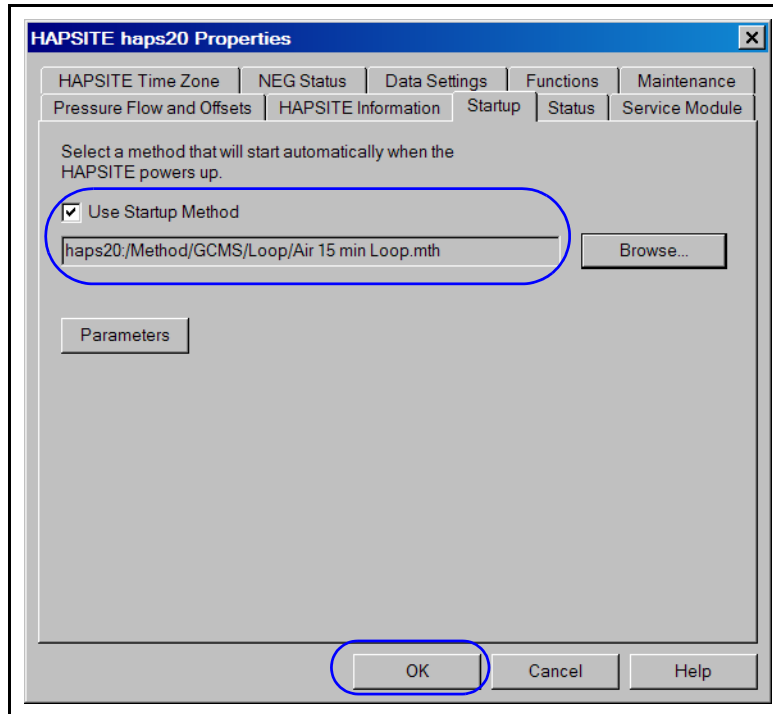 HAPSITE haps20 Properties
HAPSITE Time Zone
NEG Status
Data Settings
Functions
Maintenance
Pressure Flow and Offsets
HAPSITE Information
Startup
Status
Service Module
Select a method that will start automatically when the
HAPSITE powers up.
Use Startup Method
haps20:/Method/GCMS/Loop/Air 15 min Loop.mth
Browse...
Parameters
OK
Cancel
Help